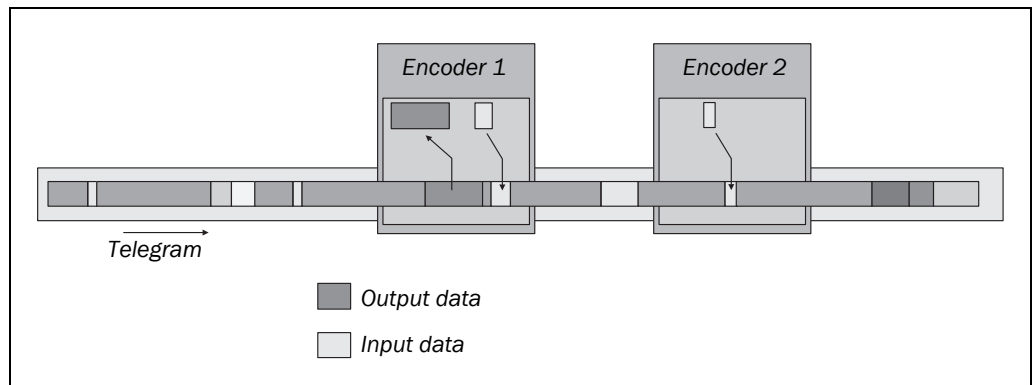 Encoder 1
Encoder 2
Telegram
Output data
Input data